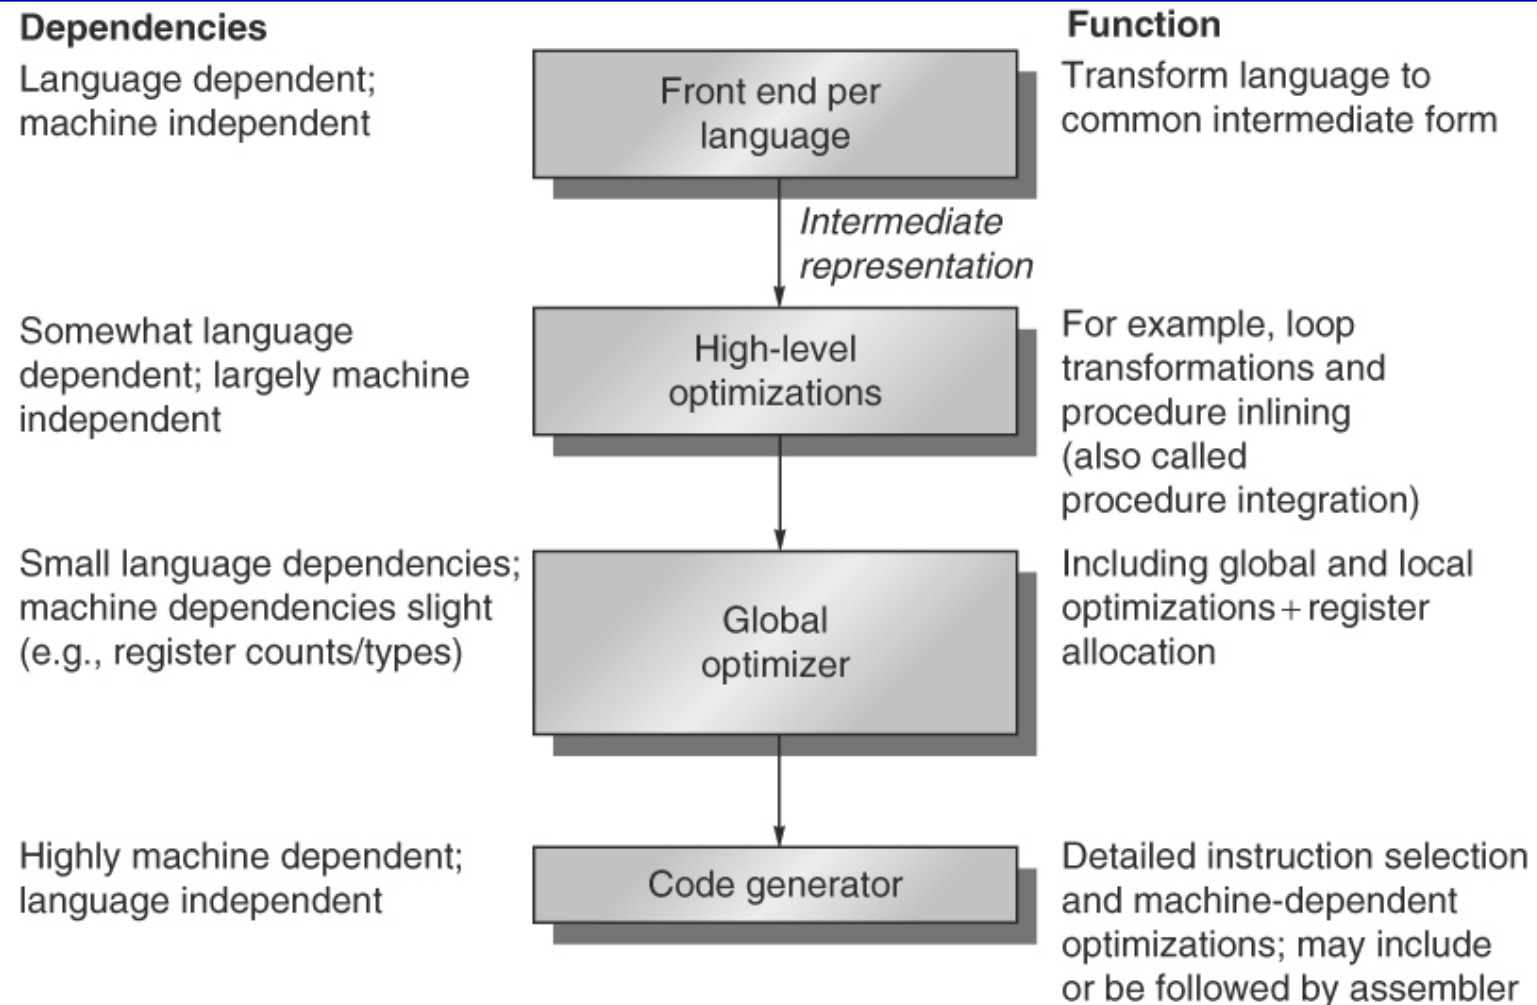 Dependencies
Function
Language dependent;
machine independent
Front end per
language
Transform language to
common intermediate form
Intermediate
representation
Somewhat language
dependent; largely machine
independent
High-level
optimizations
For example, loop
transformations and
procedure inlining
(also called
procedure integration)
Small language dependencies;
machine dependencies slight
(e.g., register counts/types)
Global
optimizer
Including global and local
optimizations + register
allocation
Highly machine dependent;
language independent
Code generator
Detailed instruction selection
and machine-dependent
optimizations; may include
or be followed by assembler